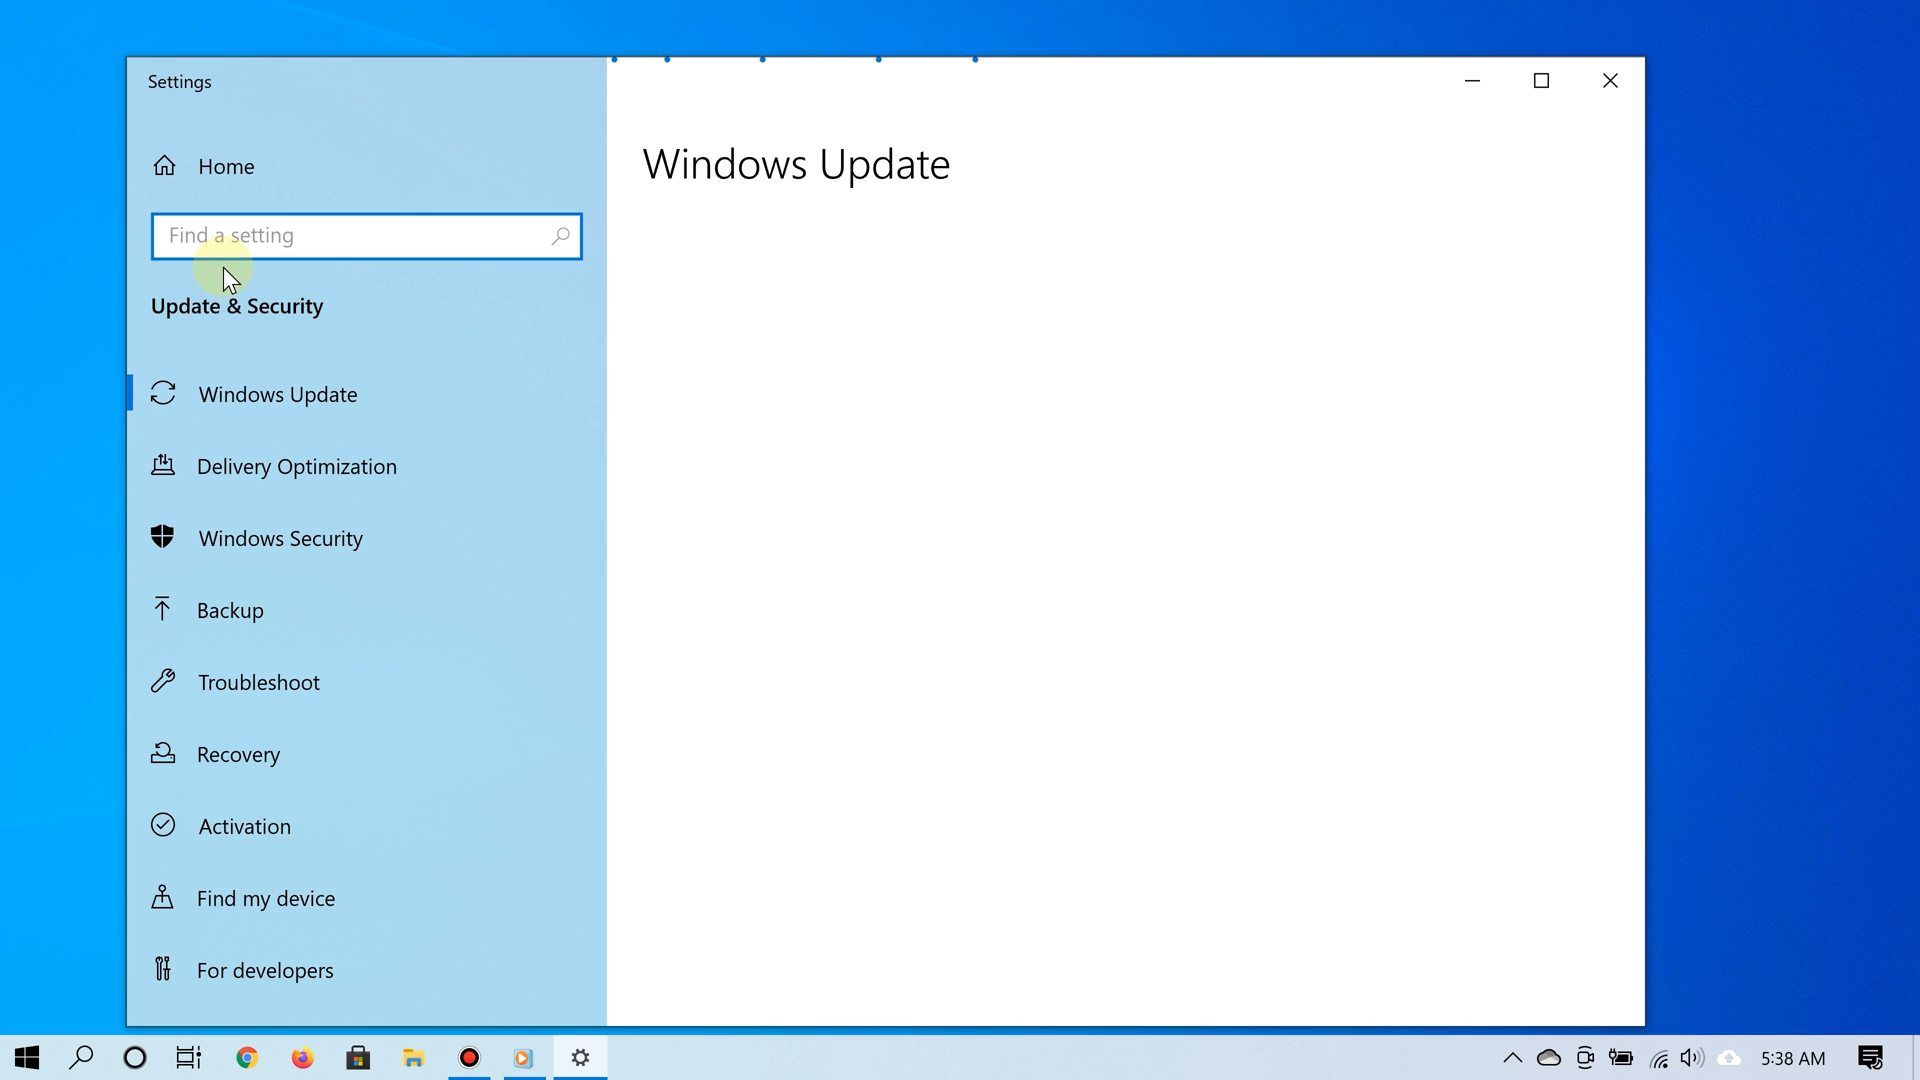 Settings
Home
Find a setting
Update & Security
Windows Update
Delivery Optimization
Windows Security
Backup
Troubleshoot
Recovery
Activation
Find my device
For developers
Windows Update
5:38 AM